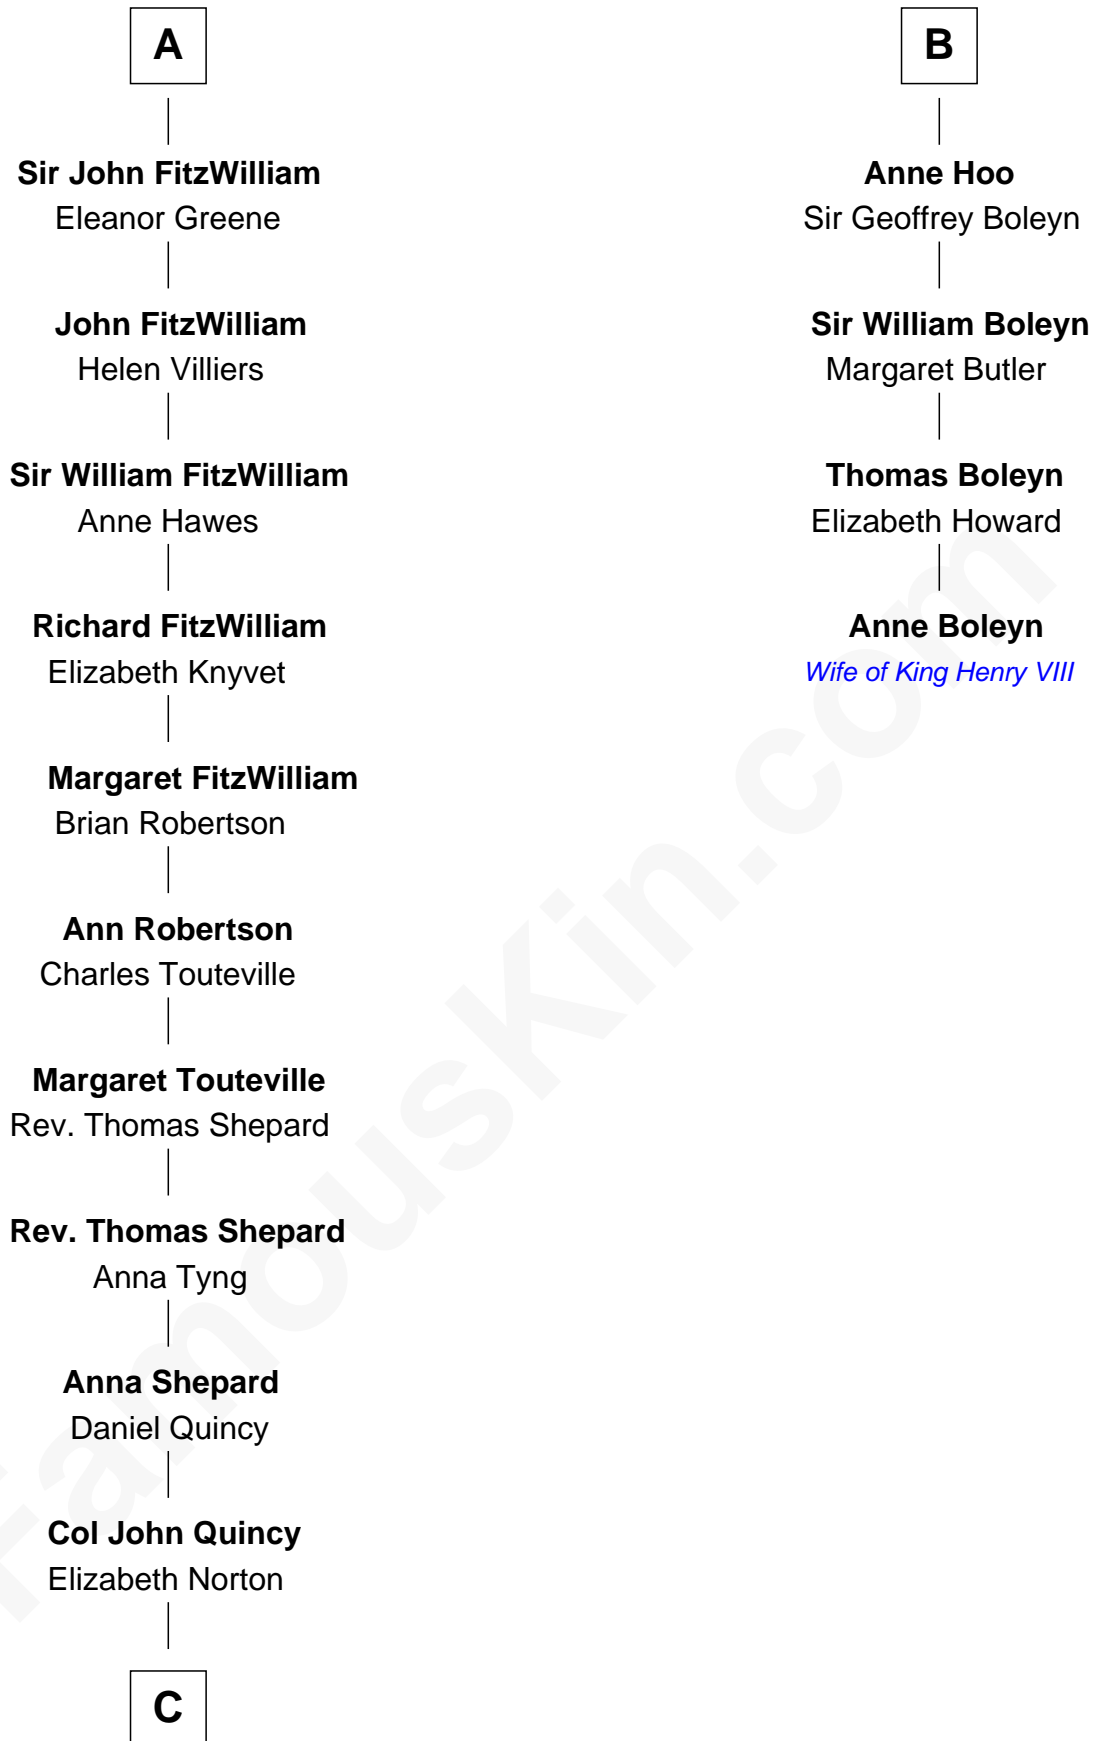 A
Sir John FitzWilliam
Eleanor Greene
John FitzWilliam
Helen Villiers
Sir William FitzWilliam
Anne Hawes
Richard FitzWilliam
Elizabeth Knyvet
Margaret FitzWilliam
Brian Robertson
Ann Robertson
Charles Touteville
Margaret Touteville
Rev. Thomas Shepard
Rev. Thomas Shepard
Anna Tyng
Anna Shepard
Daniel Quincy
Col John Quincy
Elizabeth Norton
C
B
Anne Hoo
Sir Geoffrey Boleyn
Sir William Boleyn
Margaret Butler
Thomas Boleyn
Elizabeth Howard
Anne Boleyn
Wife of King Henry VIII
FamousKin.com